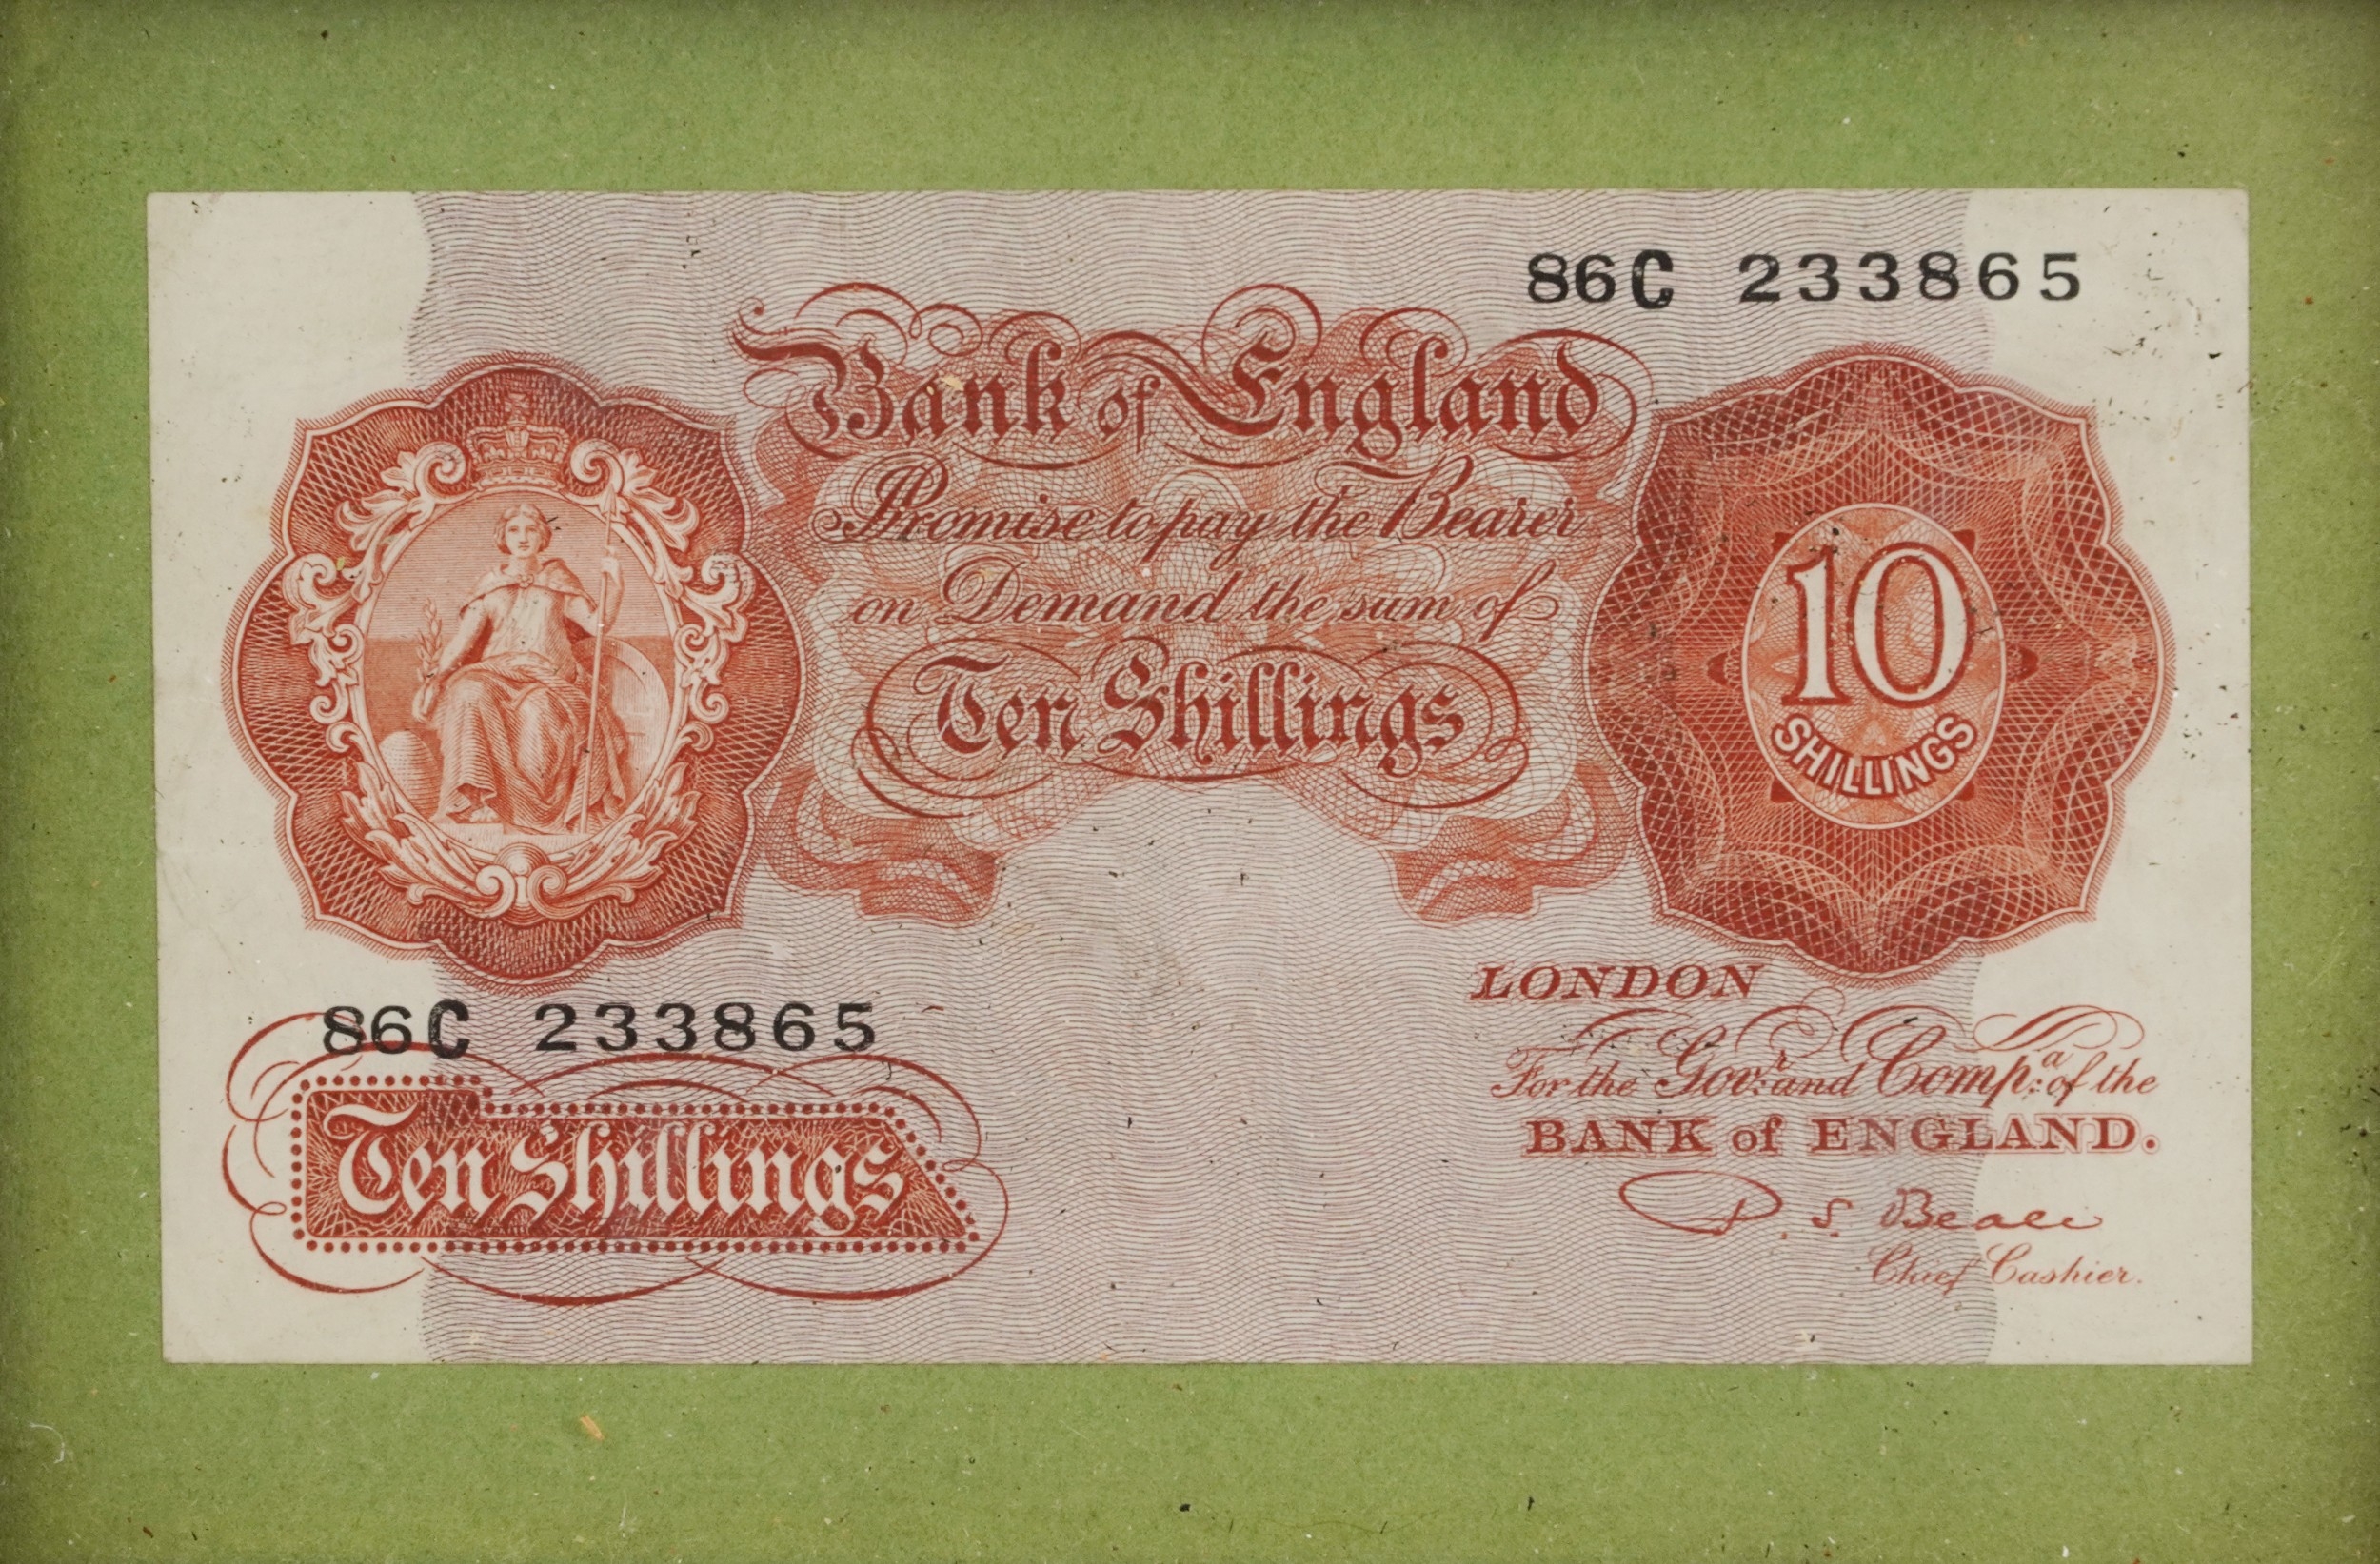 86C 233865
Bank of England
Promise to pay the Bearer
on Demand the sum of
Ten Shillings
10
SHILLINGS
LONDON
86C 233865
For the Govr. and Compa. of the
BANK of ENGLAND.
Ten Shillings
P. S. Beale
Chief Cashier.